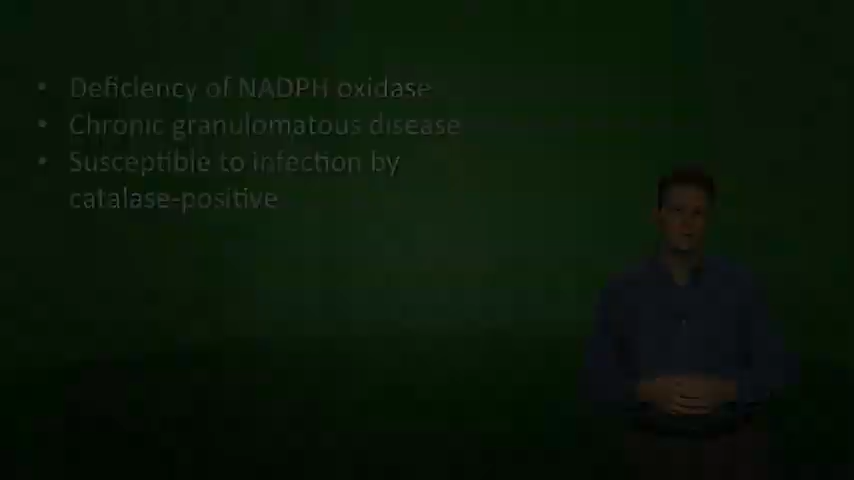 • Deficiency of NADPH oxidase
• Chronic granulomatous disease
• Susceptible to infection by
catalase-positive